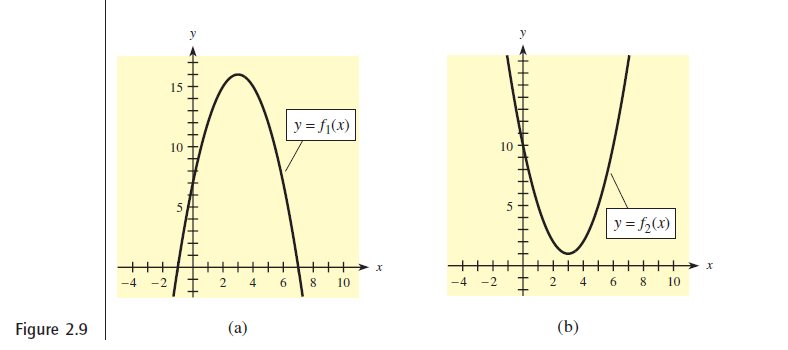 y
15
10
5
y = f₁(x)
x
−4 −2 2 4 6 8 10
(a)
y
10
5
y = f₂(x)
x
−4 −2 2 4 6 8 10
(b)
Figure 2.9